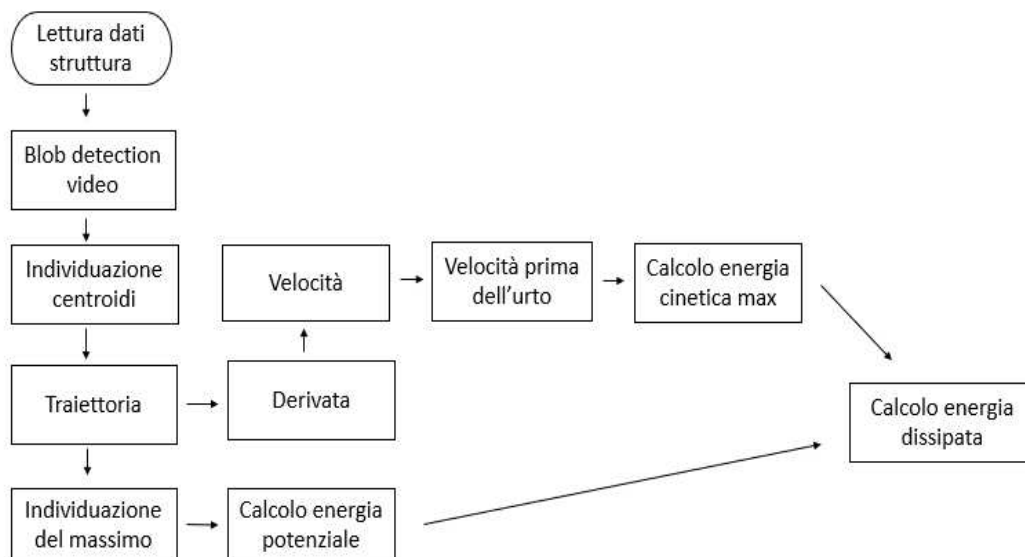 Lettura dati
struttura
Blob detection
video
Individuazione
centroidi
Velocità
Velocità prima
dell'urto
Calcolo energia
cinetica max
Traiettoria
Derivata
Calcolo energia
dissipata
Individuazione
del massimo
Calcolo energia
potenziale